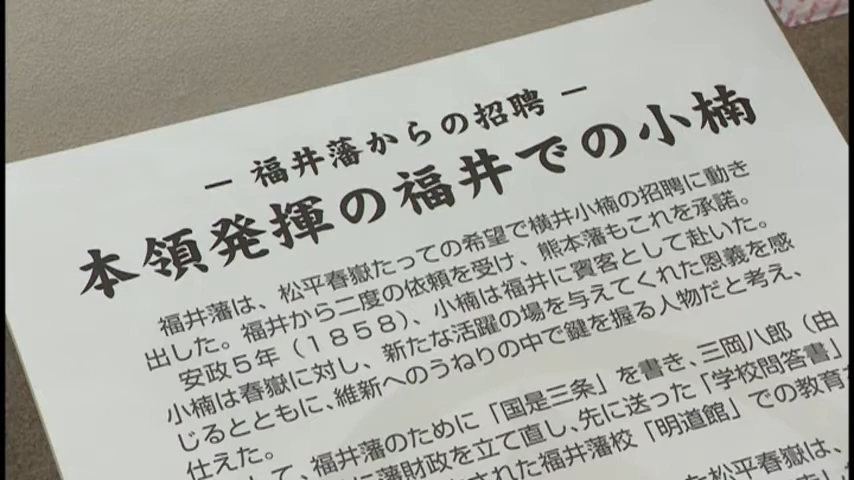 ― 福井藩からの招聘 ―
本領発揮の福井での小楠
福井藩は、松平春嶽たっての希望で横井小楠の招聘に動き
出した。福井から二度の依頼を受け、熊本藩もこれを承諾。
安政5年(1858)、小楠は福井に賓客として赴いた。
小楠は春嶽に対し、新たな活躍の場を与えてくれた恩義を感
じるとともに、維新へのうねりの中で鍵を握る人物だと考え、
仕えた。
て、福井藩のために「国是三条」を書き、三岡八郎(由
に藩財政を立て直し、先に送った「学校問答書」
された福井藩校「明道館」での教育
松平春嶽は、